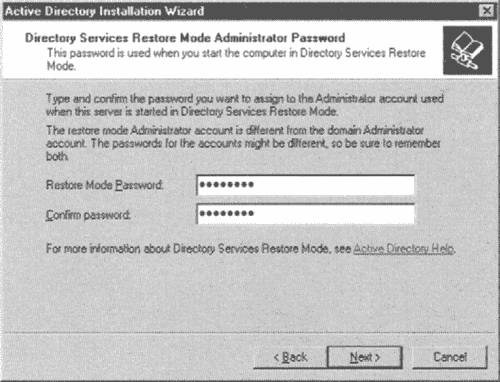 Active Directory Installation Wizard
Directory Services Restore Mode Administrator Password
This password is used when you start the computer in Directory Services Restore
Mode.
Type and confirm the password you want to assign to the Administrator account used
when this server is started in Directory Services Restore Mode.
The restore mode Administrator account is different from the domain Administrator
account. The passwords for the accounts might be different, so be sure to remember
both.
Restore Mode Password:
Confirm password:
For more information about Directory Services Restore Mode, see Active Directory Help.
< Back
Next >
Cancel